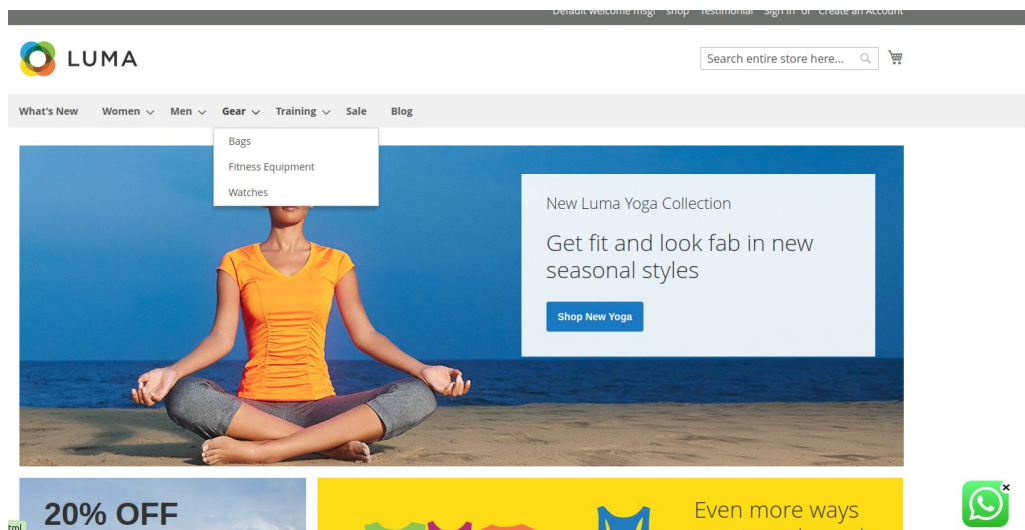 Default welcome msg! shop Testimonial Sign In or Create an Account
LUMA
Search entire store here...
What's New Women Men Gear Training Sale Blog
Bags
Fitness Equipment
Watches
New Luma Yoga Collection
Get fit and look fab in new
seasonal styles
Shop New Yoga
20% OFF
Even more ways